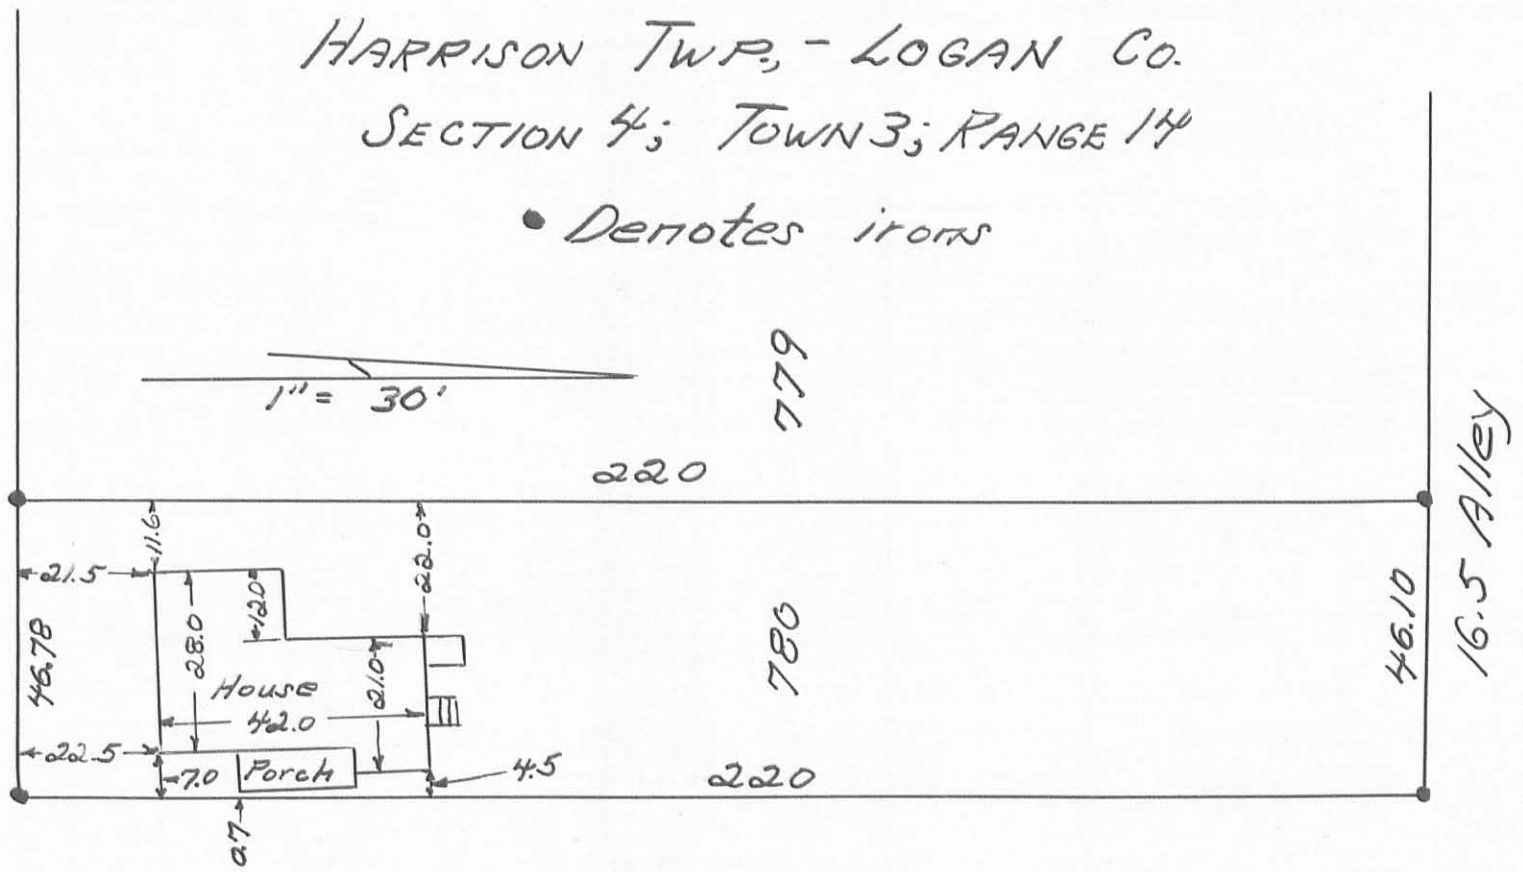 HARRISON TWP., - LOGAN CO.
SECTION 4; TOWN 3; RANGE 14
• Denotes irons
1" = 30'
779
220
11.6
22.0
21.5
28.0
12.0
46.78
House
21.0
42.0
780
46.10
16.5 Alley
22.5
7.0
Porch
4.5
220
0.7